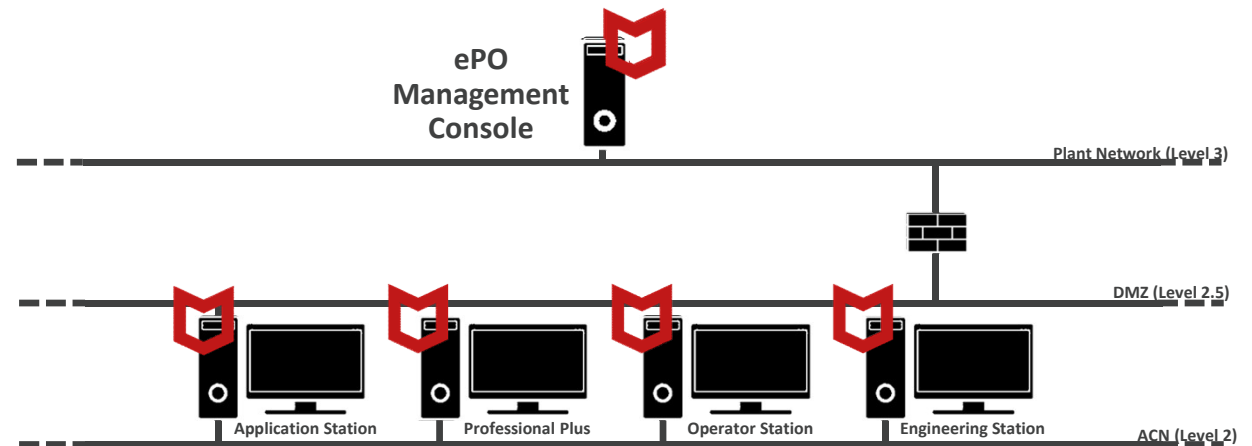 ePO
Management
Console
Plant Network (Level 3)
DMZ (Level 2.5)
Application Station
Professional Plus
Operator Station
Engineering Station
ACN (Level 2)